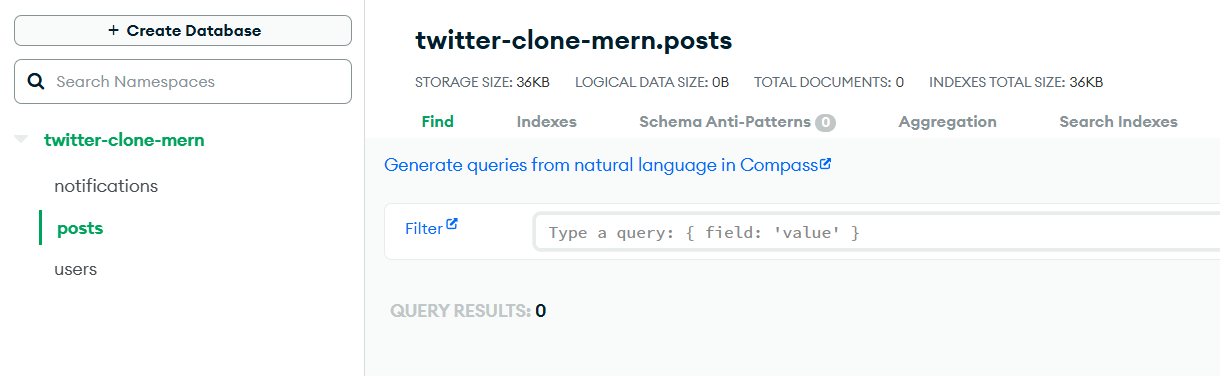 + Create Database
Search Namespaces
twitter-clone-mern
notifications
posts
users
twitter-clone-mern.posts
STORAGE SIZE: 36KB LOGICAL DATA SIZE: 0B TOTAL DOCUMENTS: 0 INDEXES TOTAL SIZE: 36KB
Find Indexes Schema Anti-Patterns 0 Aggregation Search Indexes
Generate queries from natural language in Compass
Filter Type a query: { field: 'value' }
QUERY RESULTS: 0